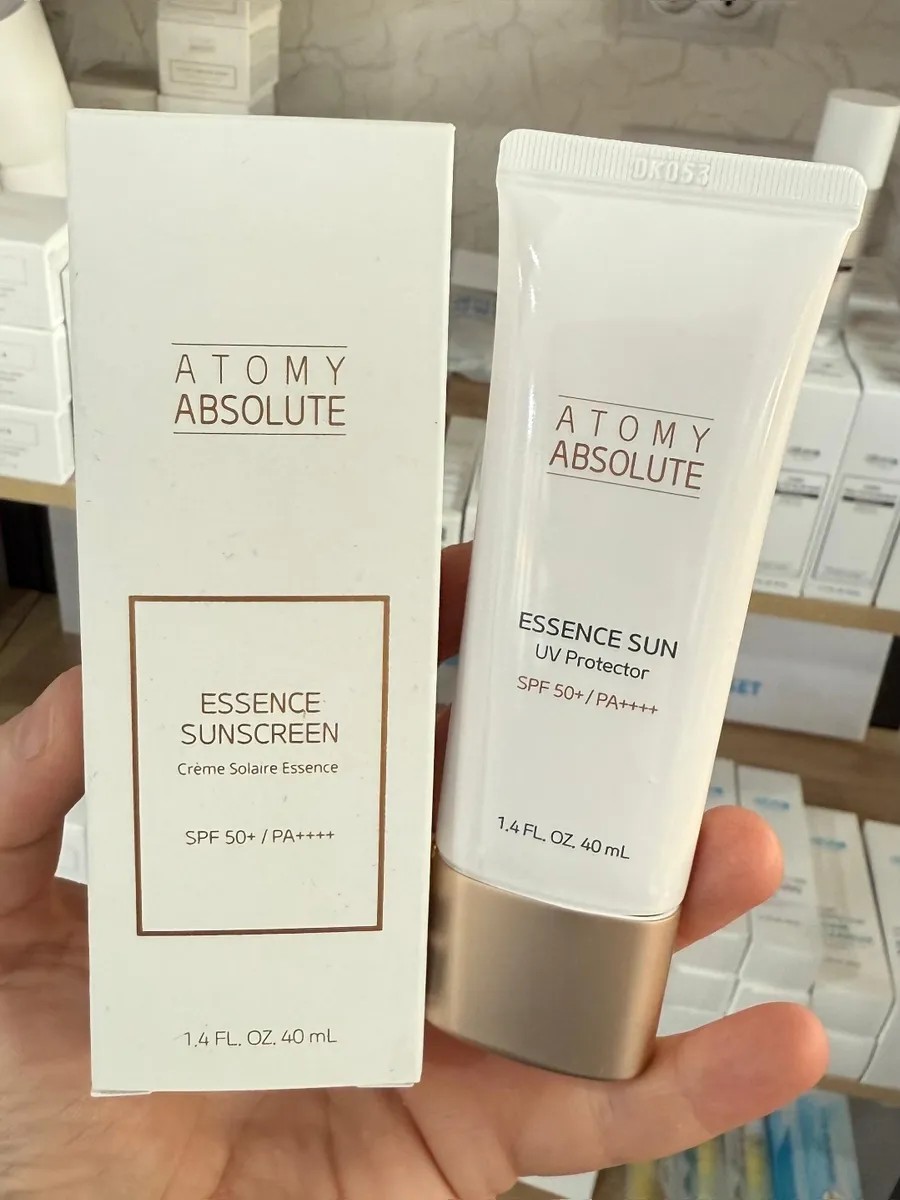 ATOMY
ABSOLUTE
ESSENCE
SUNSCREEN
Crème Solaire Essence
SPF 50+ / PA++++
1.4 FL. OZ. 40 mL
DK053
ATOMY
ABSOLUTE
ESSENCE SUN
UV Protector
SPF 50+ / PA++++
1.4 FL. OZ. 40 mL
SET